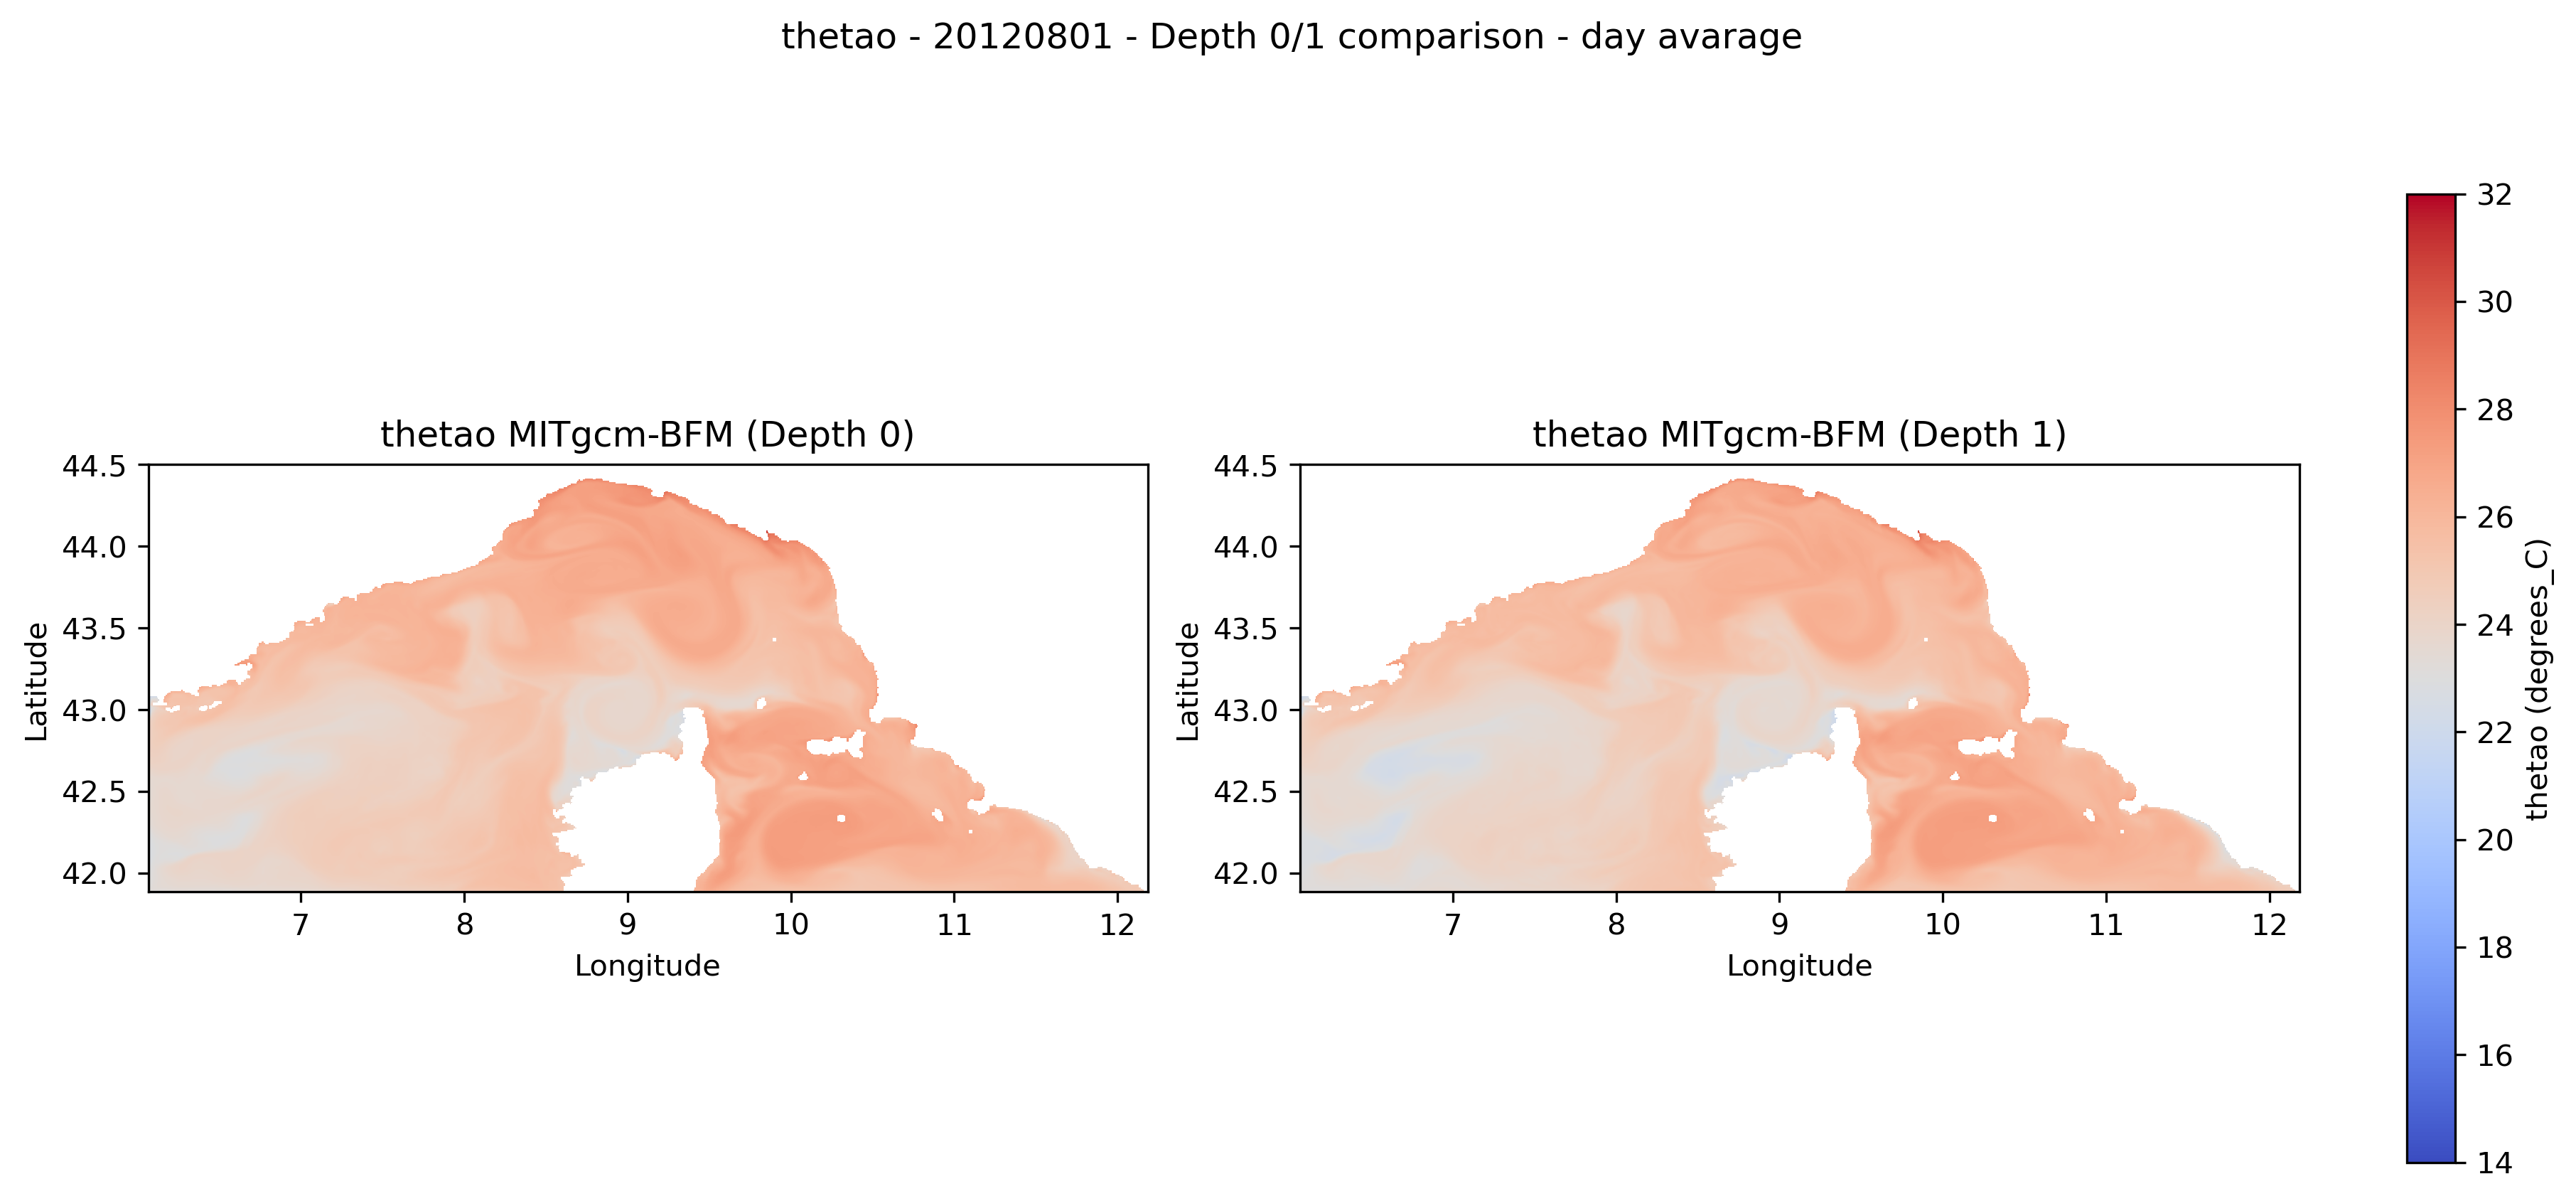 thetao - 20120801 - Depth 0/1 comparison - day avarage
thetao MITgcm-BFM (Depth 0)
44.5
44.0
43.5
43.0
42.5
42.0
Latitude
7 8 9 10 11 12
Longitude
thetao MITgcm-BFM (Depth 1)
44.5
44.0
43.5
43.0
42.5
42.0
Latitude
7 8 9 10 11 12
Longitude
32
30
28
26
24
22
20
18
16
14
thetao (degrees_C)